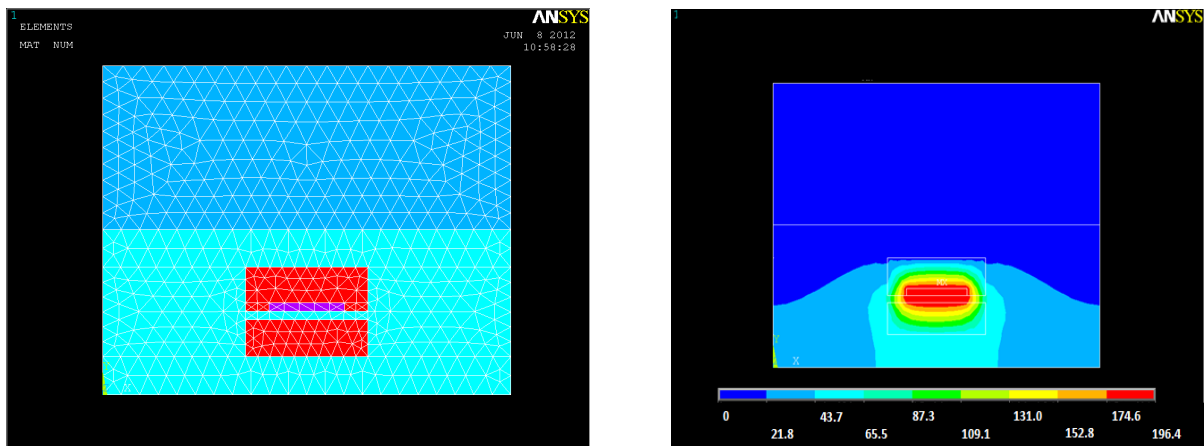 1
ELEMENTS
MAT NUM
ANSYS
JUN 8 2012
10:58:28
X
1
ANSYS
MX
Y
X
0 43.7 87.3 131.0 174.6
21.8 65.5 109.1 152.8 196.4